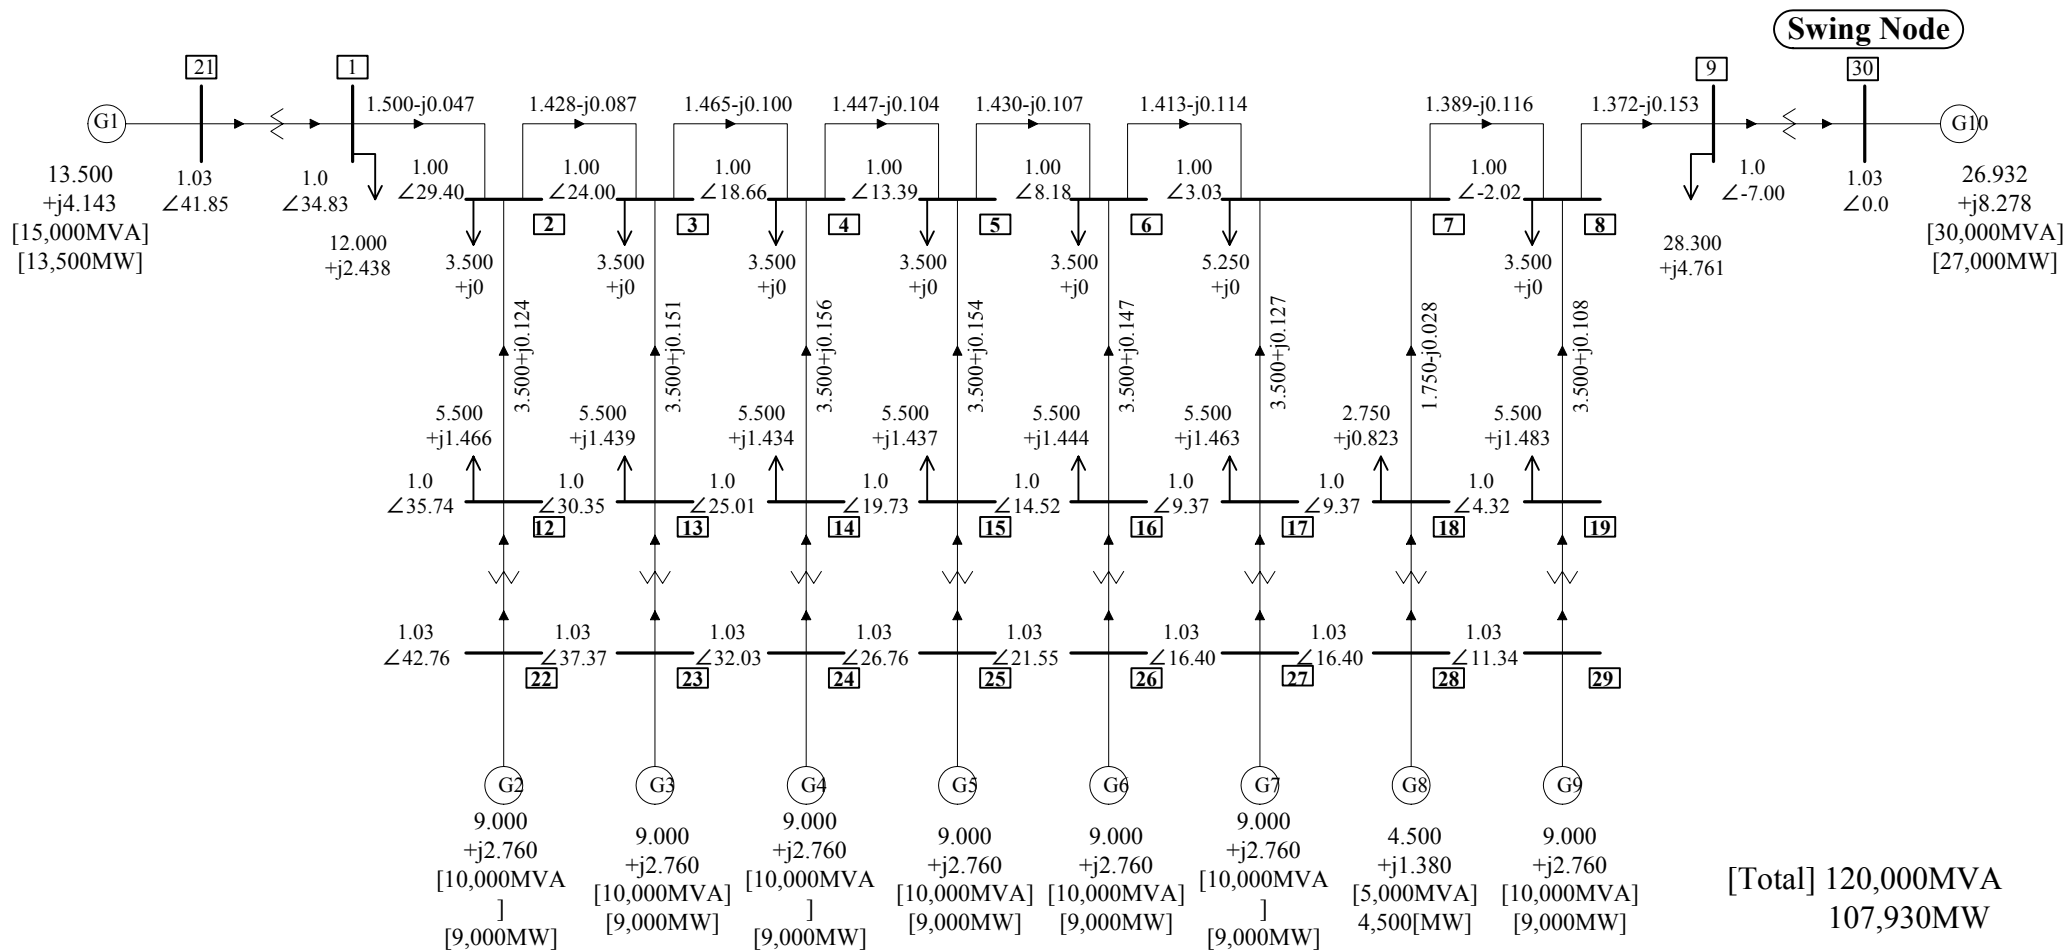 Swing Node
21
1
9
30
1.500-j0.047
1.428-j0.087
1.465-j0.100
1.447-j0.104
1.430-j0.107
1.413-j0.114
1.389-j0.116
1.372-j0.153
G1
G10
13.500
+j4.143
[15,000MVA]
[13,500MW]
1.03
∠41.85
1.0
∠34.83
12.000
+j2.438
1.00
∠29.40
1.00
∠24.00
1.00
∠18.66
1.00
∠13.39
1.00
∠8.18
1.00
∠3.03
1.00
∠-2.02
1.0
∠-7.00
1.03
∠0.0
26.932
+j8.278
[30,000MVA]
[27,000MW]
28.300
+j4.761
2
3
4
5
6
7
8
3.500
+j0
3.500
+j0
3.500
+j0
3.500
+j0
3.500
+j0
5.250
+j0
3.500
+j0
3.500+j0.124
3.500+j0.151
3.500+j0.156
3.500+j0.154
3.500+j0.147
3.500+j0.127
1.750-j0.028
3.500+j0.108
5.500
+j1.466
5.500
+j1.439
5.500
+j1.434
5.500
+j1.437
5.500
+j1.444
5.500
+j1.463
2.750
+j0.823
5.500
+j1.483
1.0
∠35.74
1.0
∠30.35
1.0
∠25.01
1.0
∠19.73
1.0
∠14.52
1.0
∠9.37
1.0
∠9.37
1.0
∠4.32
12
13
14
15
16
17
18
19
1.03
∠42.76
1.03
∠37.37
1.03
∠32.03
1.03
∠26.76
1.03
∠21.55
1.03
∠16.40
1.03
∠16.40
1.03
∠11.34
22
23
24
25
26
27
28
29
G2
G3
G4
G5
G6
G7
G8
G9
9.000
+j2.760
[10,000MVA
]
[9,000MW]
9.000
+j2.760
[10,000MVA]
[9,000MW]
9.000
+j2.760
[10,000MVA
]
[9,000MW]
9.000
+j2.760
[10,000MVA]
[9,000MW]
9.000
+j2.760
[10,000MVA]
[9,000MW]
9.000
+j2.760
[10,000MVA
]
[9,000MW]
4.500
+j1.380
[5,000MVA]
4,500[MW]
9.000
+j2.760
[10,000MVA]
[9,000MW]
[Total] 120,000MVA
107,930MW